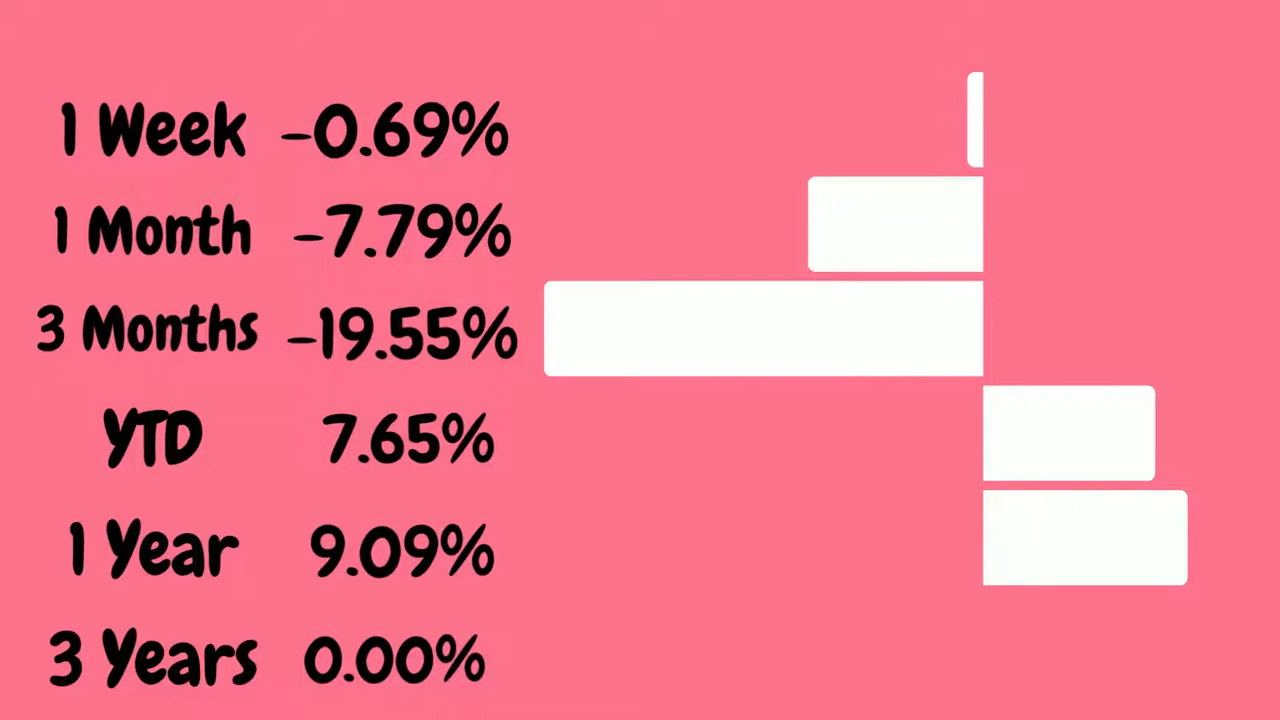 1 Week -0.69%
1 Month -7.79%
3 Months -19.55%
YTD 7.65%
1 Year 9.09%
3 Years 0.00%